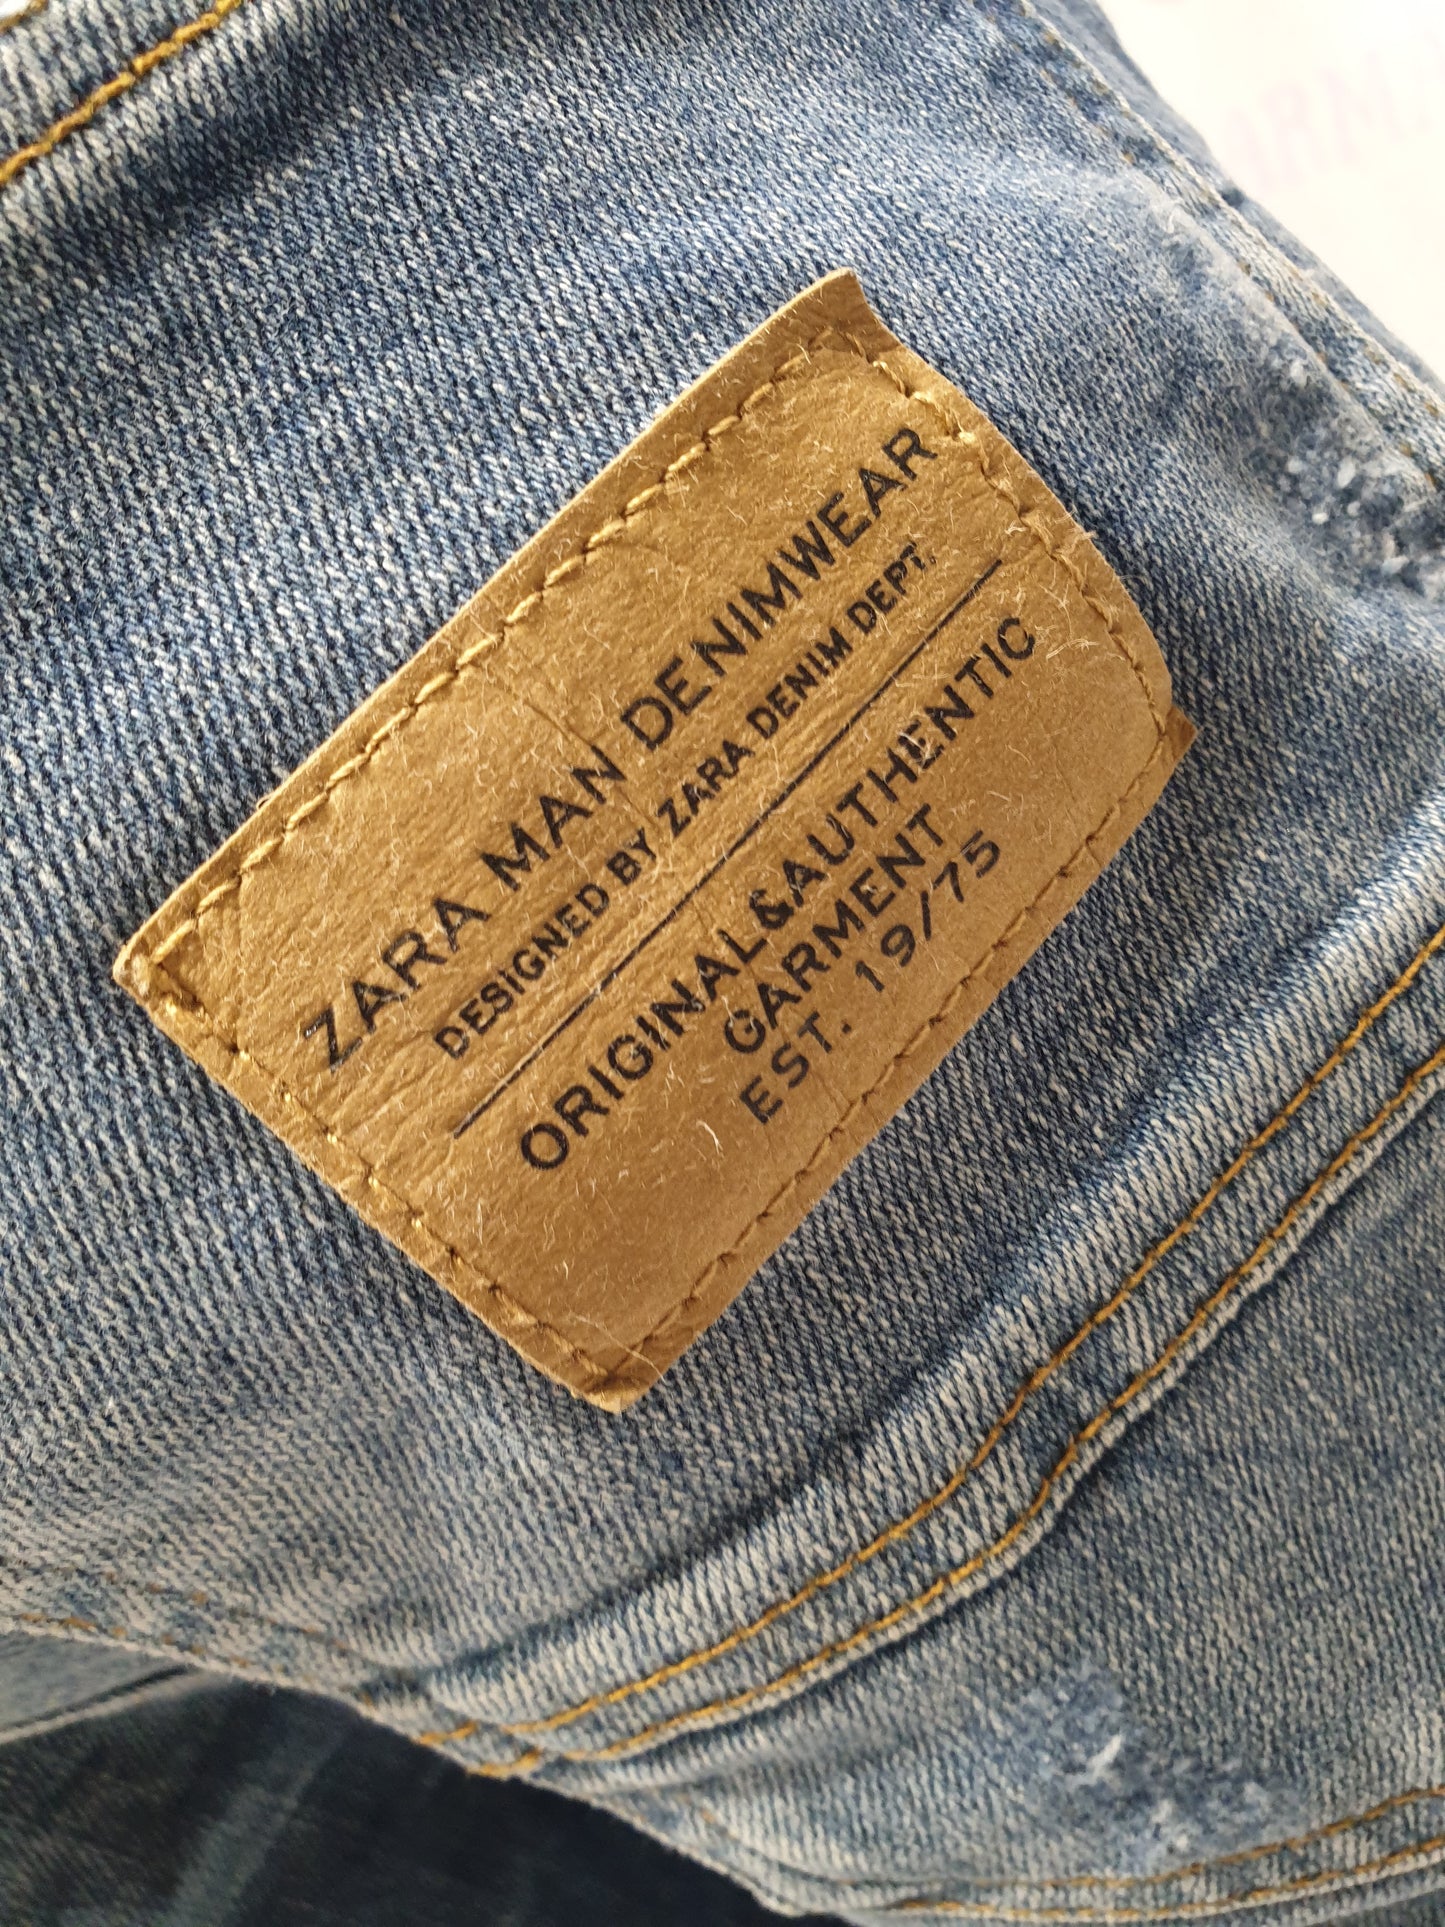 ZARA MAN DENIMWEAR
DESIGNED BY ZARA DENIM DEPT.
ORIGINAL&AUTHENTIC
GARMENT
EST. 19/75